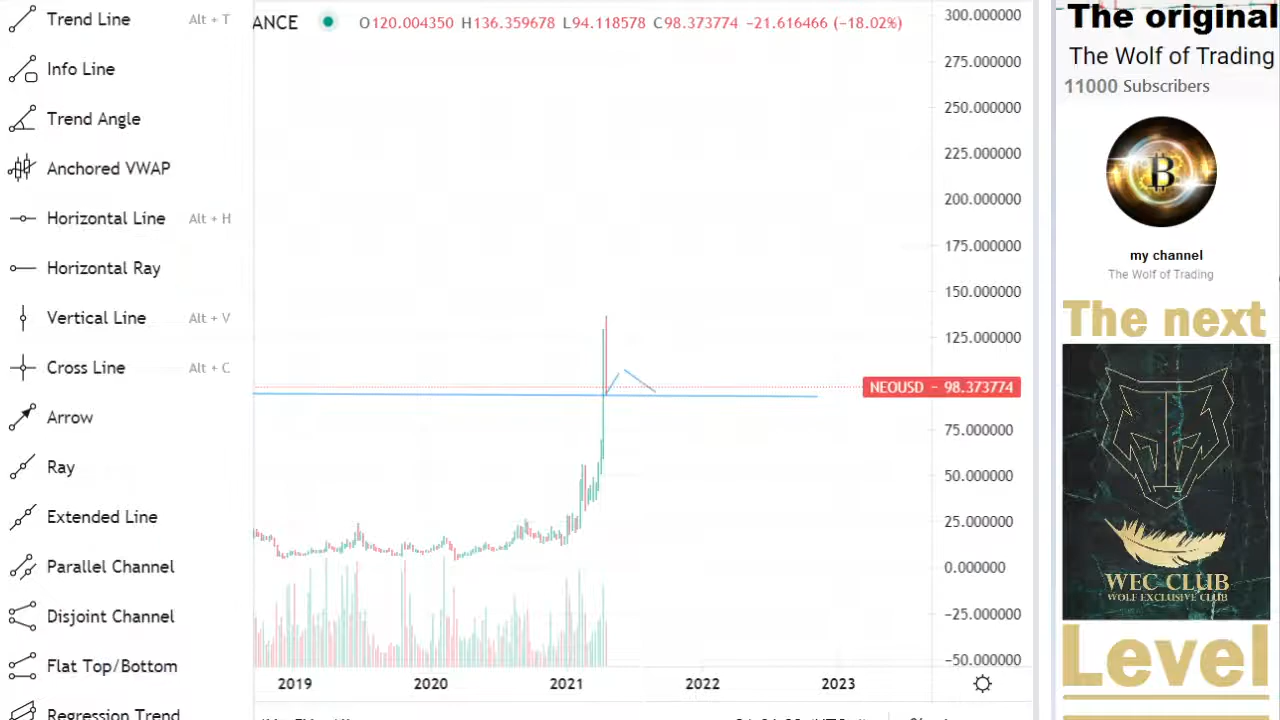 Trend Line Alt + T
Info Line
Trend Angle
Anchored VWAP
Horizontal Line Alt + H
Horizontal Ray
Vertical Line Alt + V
Cross Line Alt + C
Arrow
Ray
Extended Line
Parallel Channel
Disjoint Channel
Flat Top/Bottom
Regression Trend
ANCE O120.004350 H136.359678 L94.118578 C98.373774 −21.616466 (−18.02%)
300.000000
275.000000
250.000000
225.000000
200.000000
175.000000
150.000000
125.000000
NEOUSD − 98.373774
75.000000
50.000000
25.000000
0.000000
−25.000000
−50.000000
2019 2020 2021 2022 2023
The original
The Wolf of Trading
11000 Subscribers
B
my channel
The Wolf of Trading
The next
WEC CLUB
WOLF EXCLUSIVE CLUB
Level